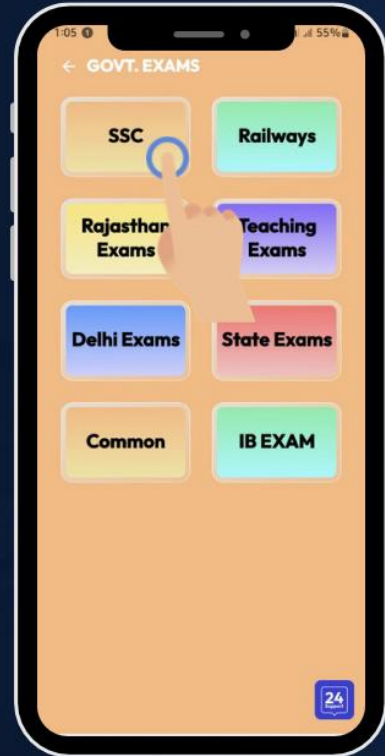 1:05
55%
← GOVT. EXAMS
SSC
Railways
Rajasthan
Exams
Teaching
Exams
Delhi Exams
State Exams
Common
IB EXAM
24
Support